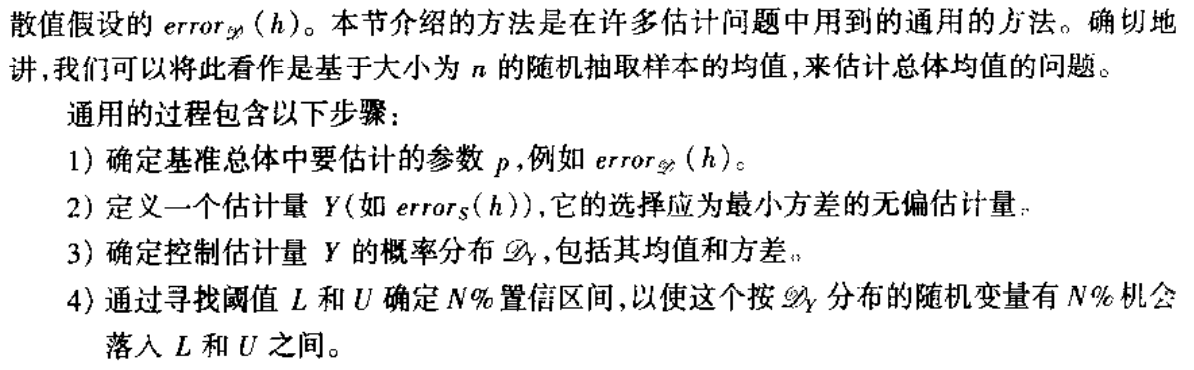 散值假设的 error𝒟(h)。本节介绍的方法是在许多估计问题中用到的通用的方法。确切地
讲,我们可以将此看作是基于大小为 n 的随机抽取样本的均值,来估计总体均值的问题。
通用的过程包含以下步骤:
1) 确定基准总体中要估计的参数 p,例如 error𝒟(h)。
2) 定义一个估计量 Y(如 errorS(h)),它的选择应为最小方差的无偏估计量。
3) 确定控制估计量 Y 的概率分布 𝒟Y,包括其均值和方差。
4) 通过寻找阈值 L 和 U 确定 N%置信区间,以使这个按 𝒟Y 分布的随机变量有 N%机会
落入 L 和 U 之间。